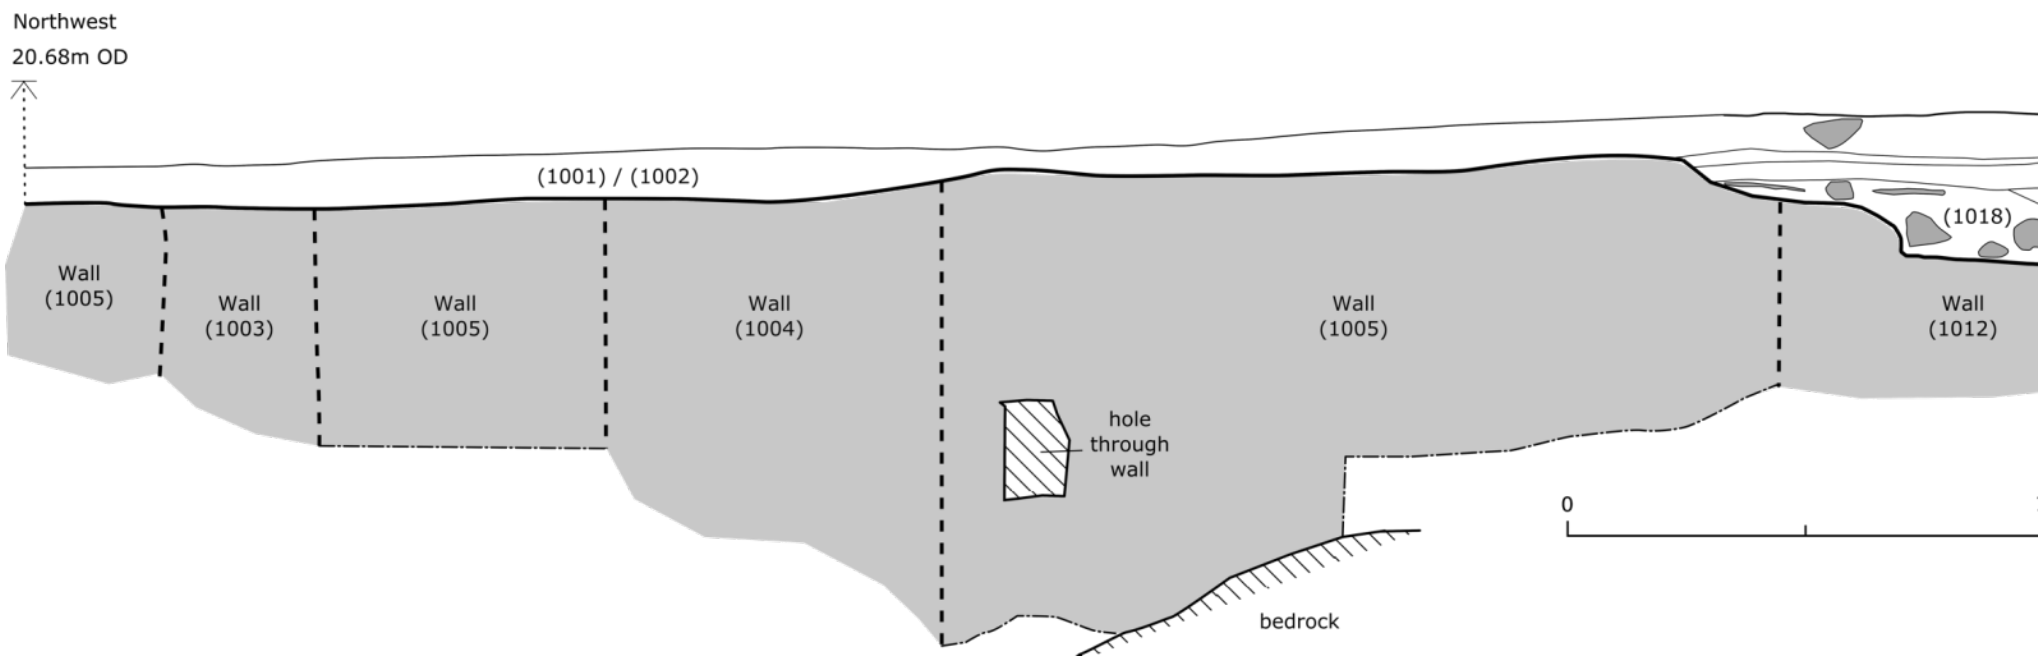 Northwest
20.68m OD
(1001) / (1002)
(1018)
Wall
(1005)
Wall
(1003)
Wall
(1005)
Wall
(1004)
Wall
(1005)
Wall
(1012)
hole
through
wall
0
bedrock